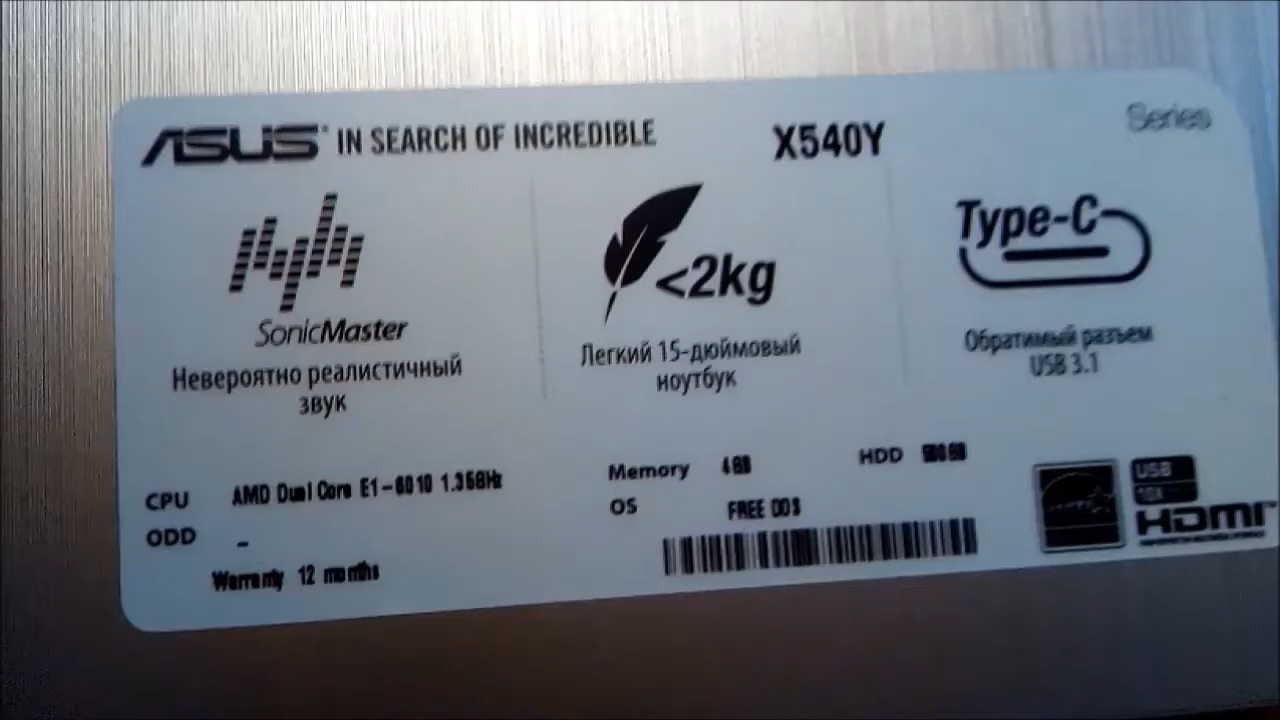 ASUS IN SEARCH OF INCREDIBLE
X540Y
Series
SonicMaster
Невероятно реалистичный
звук
<2kg
Легкий 15-дюймовый
ноутбук
Type-C
Обратимый разъем
USB 3.1
CPU AMD Dual Core E1-6010 1.35GHz
ODD -
Warranty 12 months
Memory 4GB
OS FREE DOS
HDD 500GB
USB
HDMI